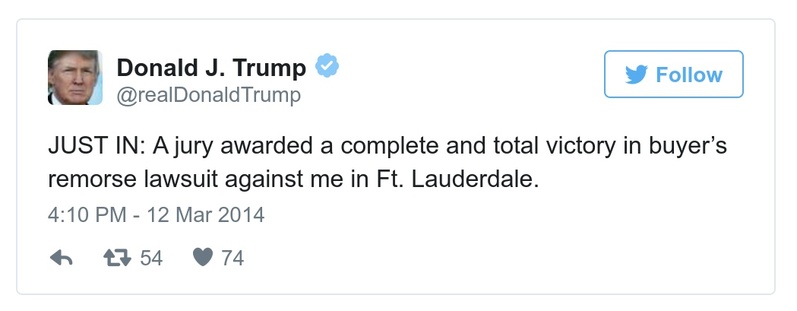 Donald J. Trump
@realDonaldTrump
Follow
JUST IN: A jury awarded a complete and total victory in buyer’s
remorse lawsuit against me in Ft. Lauderdale.
4:10 PM - 12 Mar 2014
54 74